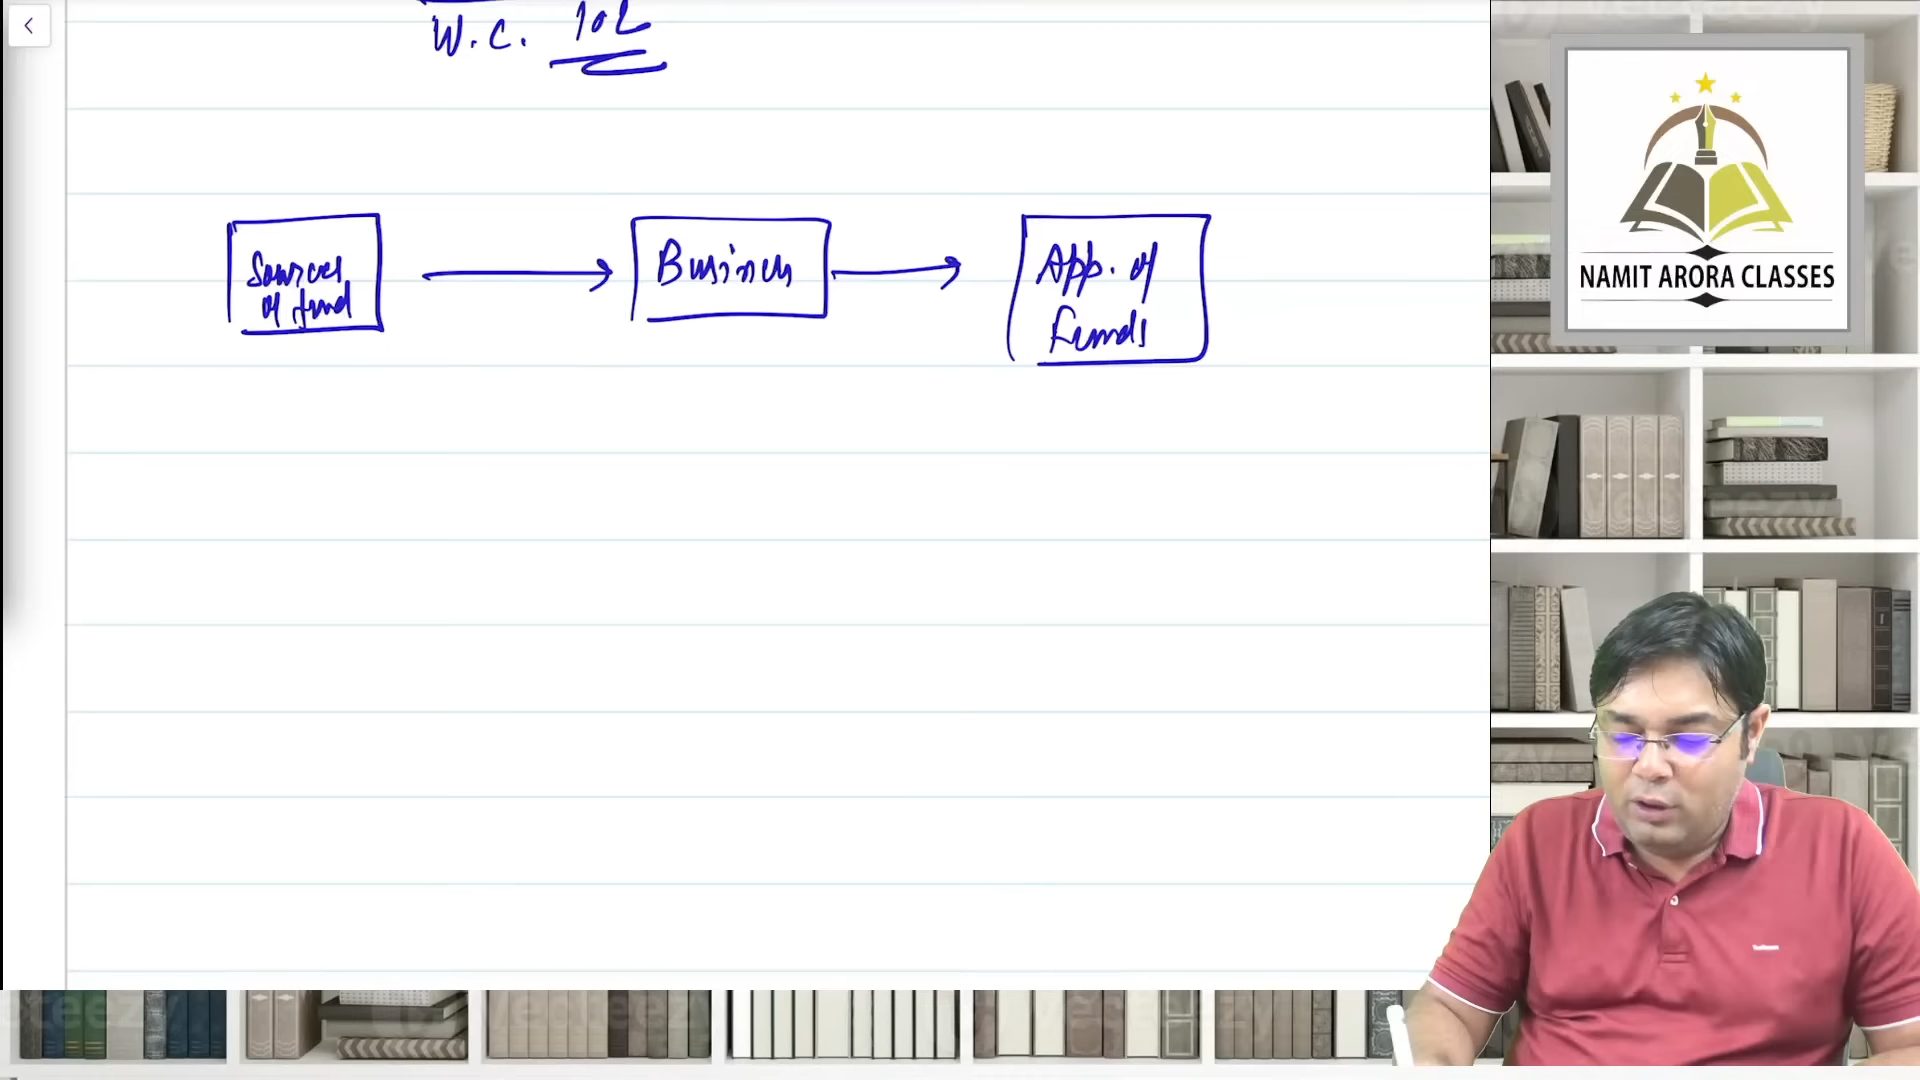 W.C. 10L
Sources
of fund
Business
App. of
Funds
NAMIT ARORA CLASSES